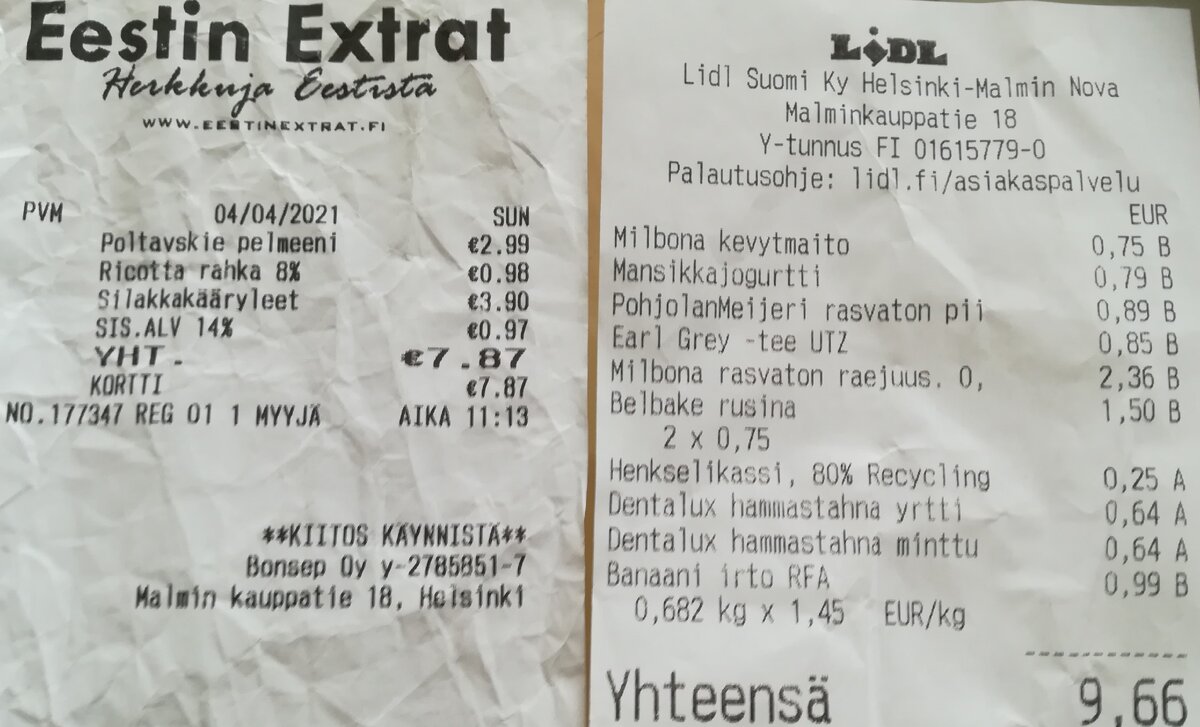 Eestin Extrat
Herkkuja Eestistä
WWW.EESTINEXTRAT.FI
PVM 04/04/2021 SUN
Poltavskie pelmeeni €2.99
Ricotta rahka 8% €0.98
Silakkakääryleet €3.90
SIS.ALV 14% €0.97
YHT. €7.87
KORTTI €7.87
NO.177347 REG 01 1 MYYJÄ AIKA 11:13
**KIITOS KÄYNNISTÄ**
Bonsep Oy y-2785851-7
Malmin kauppatie 18, Helsinki
LIDL
Lidl Suomi Ky Helsinki-Malmin Nova
Malminkauppatie 18
Y-tunnus FI 01615779-0
Palautusohje: lidl.fi/asiakaspalvelu
EUR
Milbona kevytmaito 0,75 B
Mansikkajogurtti 0,79 B
PohjolanMeijeri rasvaton pii 0,89 B
Earl Grey -tee UTZ 0,85 B
Milbona rasvaton raejuus. 0, 2,36 B
Belbake rusina 1,50 B
2 x 0,75
Henkselikassi, 80% Recycling 0,25 A
Dentalux hammastahna yrtti 0,64 A
Dentalux hammastahna minttu 0,64 A
Banaani irto RFA 0,99 B
0,682 kg x 1,45 EUR/kg
Yhteensä 9,66